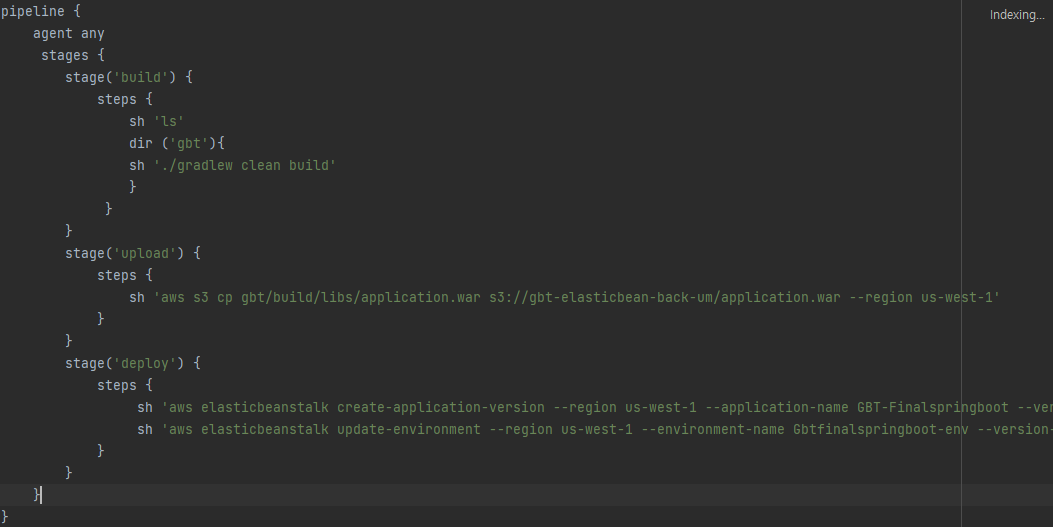 pipeline {
Indexing...
    agent any
     stages {
        stage('build') {
            steps {
                sh 'ls'
                dir ('gbt'){
                sh './gradlew clean build'
                }
             }
        }
        stage('upload') {
            steps {
                sh 'aws s3 cp gbt/build/libs/application.war s3://gbt-elasticbean-back-um/application.war --region us-west-1'
            }
        }
        stage('deploy') {
            steps {
                 sh 'aws elasticbeanstalk create-application-version --region us-west-1 --application-name GBT-Finalspringboot --ver
                 sh 'aws elasticbeanstalk update-environment --region us-west-1 --environment-name Gbtfinalspringboot-env --version-
            }
        }
    }
}